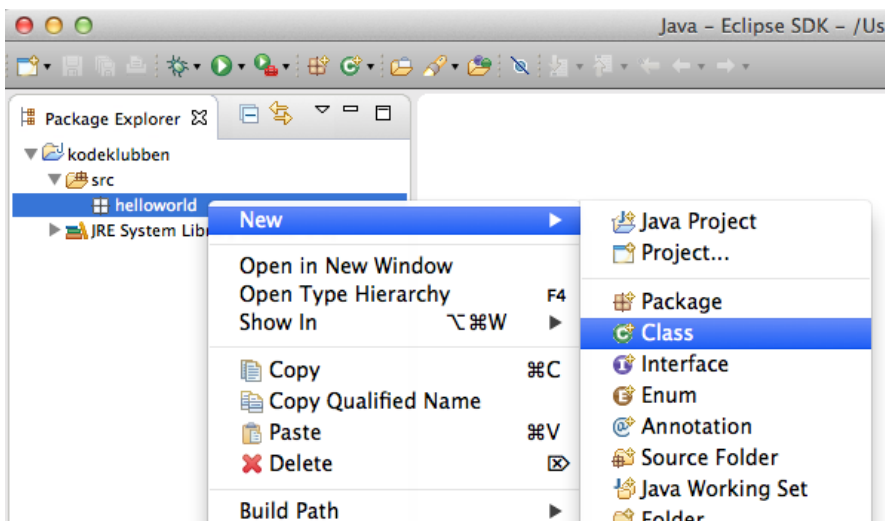 Java – Eclipse SDK – /Us
Package Explorer
kodeklubben
src
helloworld
JRE System Libr
New
Open in New Window
Open Type Hierarchy F4
Show In ⌥⌘W
Copy ⌘C
Copy Qualified Name
Paste ⌘V
Delete ⌦
Build Path
Java Project
Project...
Package
Class
Interface
Enum
Annotation
Source Folder
Java Working Set
Folder